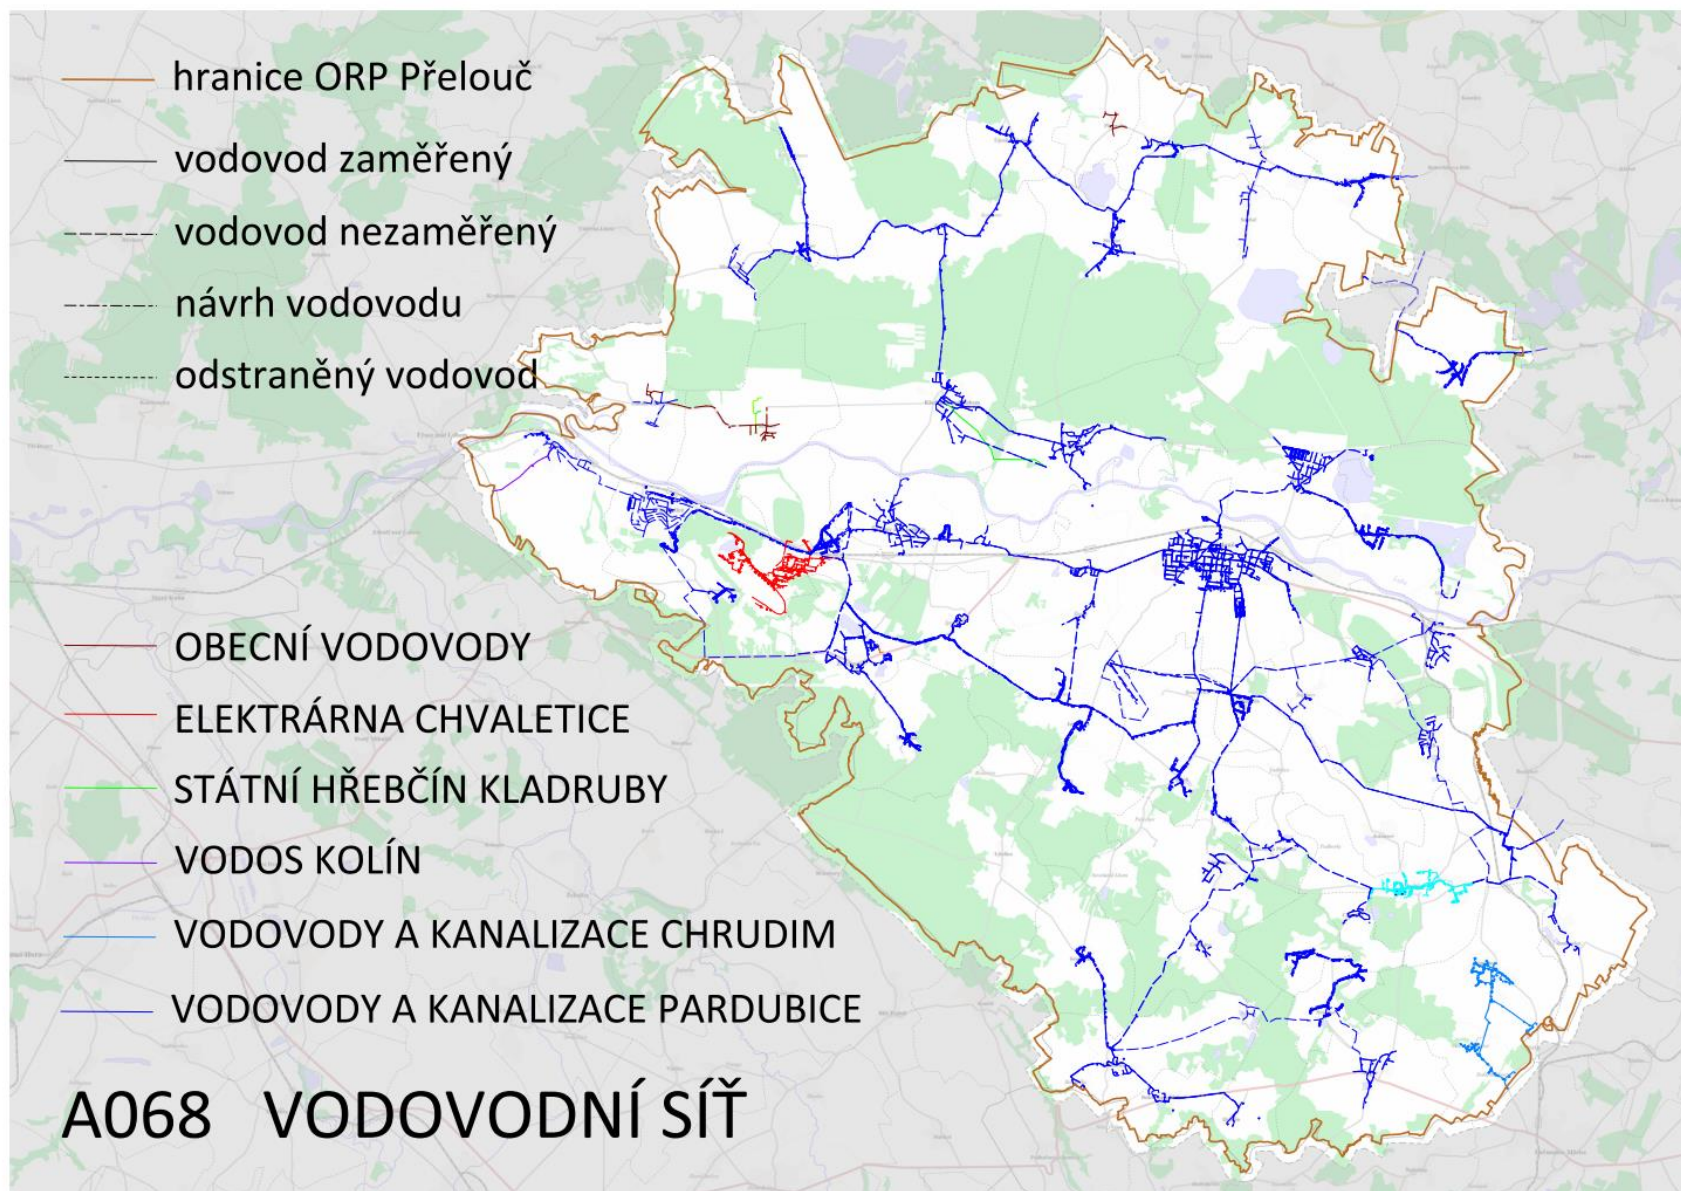 hranice ORP Přelouč
vodovod zaměřený
vodovod nezaměřený
návrh vodovodu
odstraněný vodovod
OBECNÍ VODOVODY
ELEKTRÁRNA CHVALETICE
STÁTNÍ HŘEBČÍN KLADRUBY
VODOS KOLÍN
VODOVODY A KANALIZACE CHRUDIM
VODOVODY A KANALIZACE PARDUBICE
A068 VODOVODNÍ SÍŤ